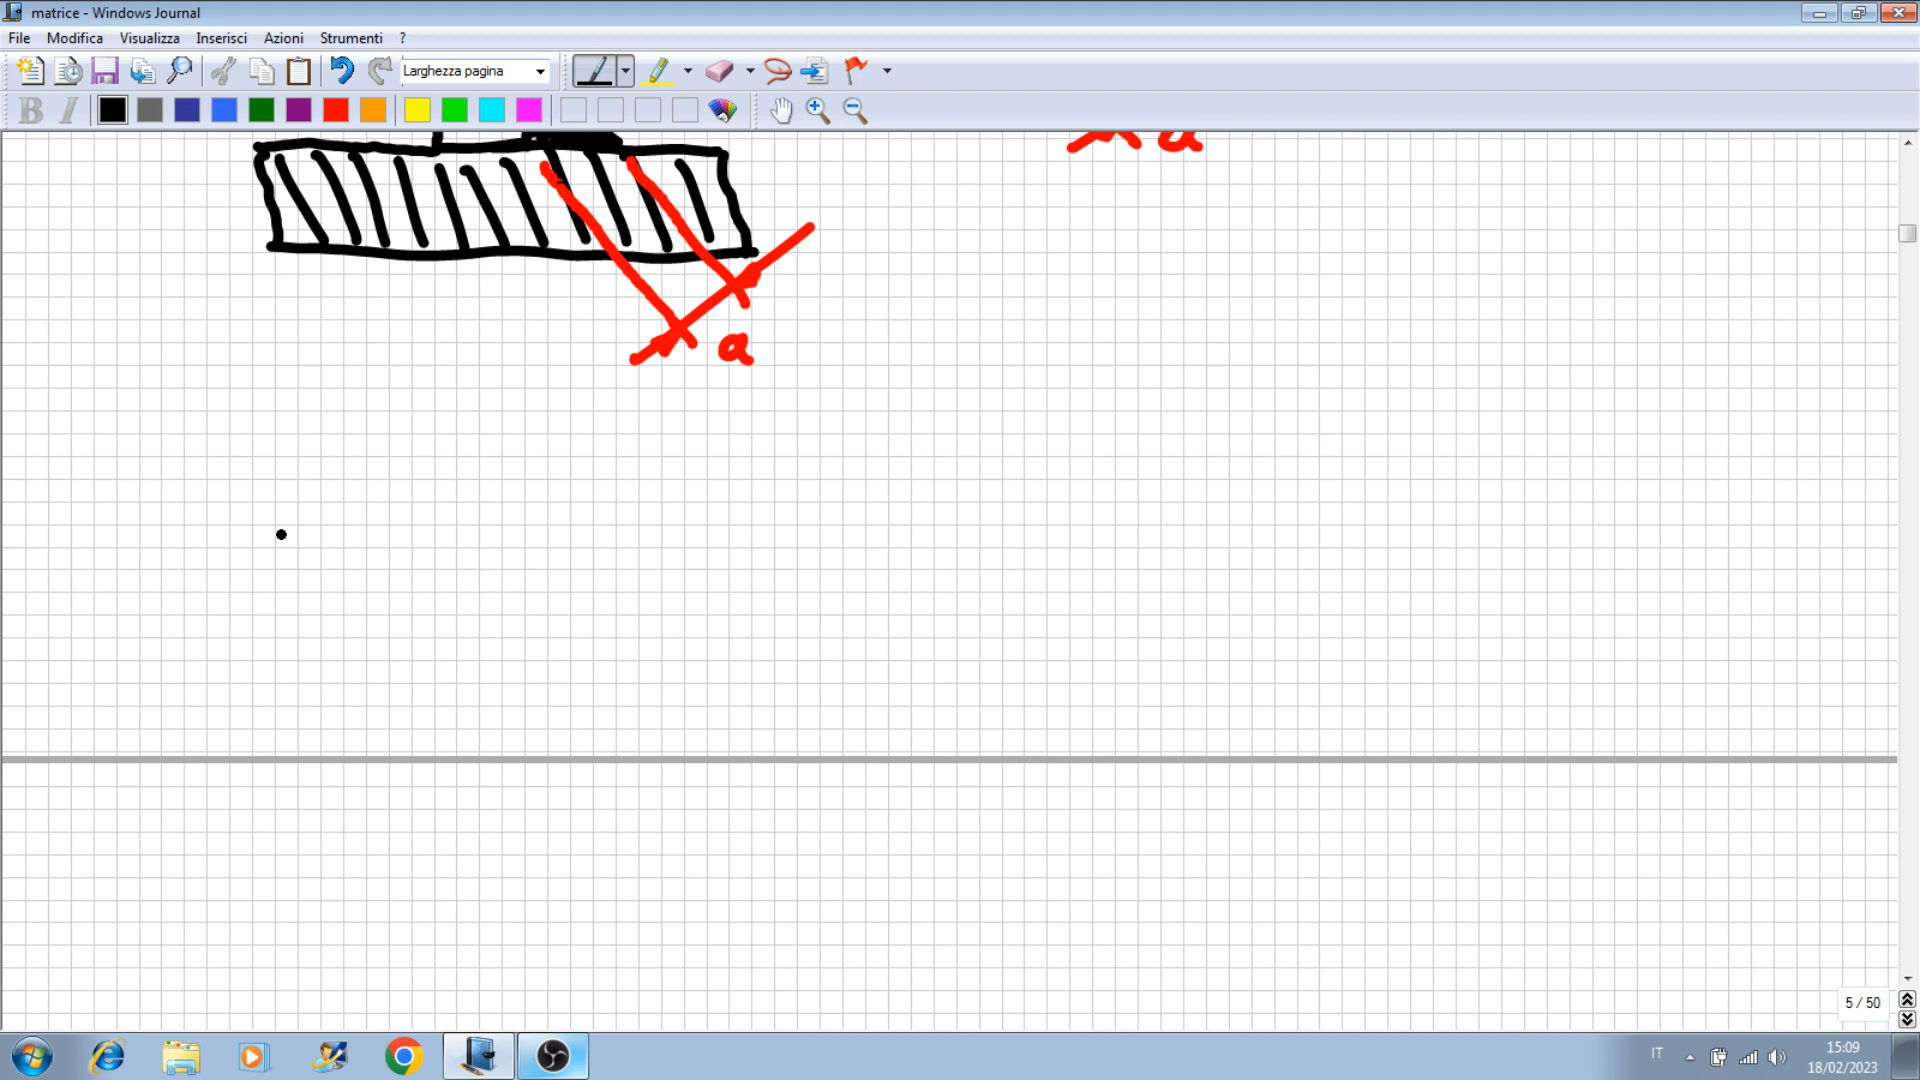 matrice - Windows Journal
File Modifica Visualizza Inserisci Azioni Strumenti ?
Larghezza pagina
B I
a
a
5 / 50
IT
15:09
18/02/2023